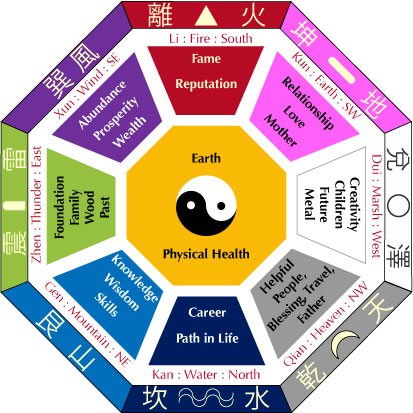 離 火
Li : Fire : South
Fame
Reputation
坤 地
Kun : Earth : SW
Relationship
Love
Mother
兌 澤
Dui : Marsh : West
Creativity
Children
Future
Metal
乾 天
Qian : Heaven : NW
Helpful
People,
Blessing, Travel,
Father
坎 水
Kan : Water : North
Career
Path in Life
艮 山
Gen : Mountain : NE
Knowledge
Wisdom
Skills
震 雷
Zhen : Thunder : East
Foundation
Family
Wood
Past
巽 風
Xun : Wind : SE
Abundance
Prosperity
Wealth
Earth
Physical Health